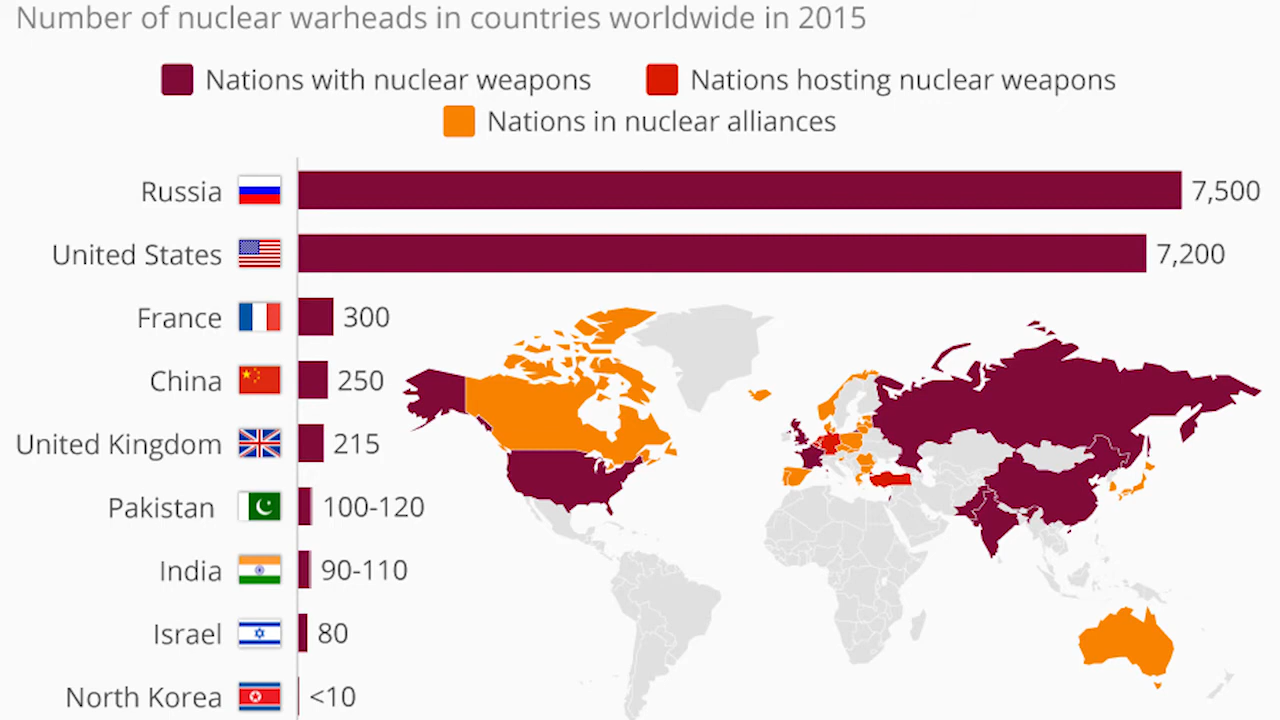 Number of nuclear warheads in countries worldwide in 2015
Nations with nuclear weapons
Nations hosting nuclear weapons
Nations in nuclear alliances
Russia 7,500
United States 7,200
France 300
China 250
United Kingdom 215
Pakistan 100-120
India 90-110
Israel 80
North Korea <10